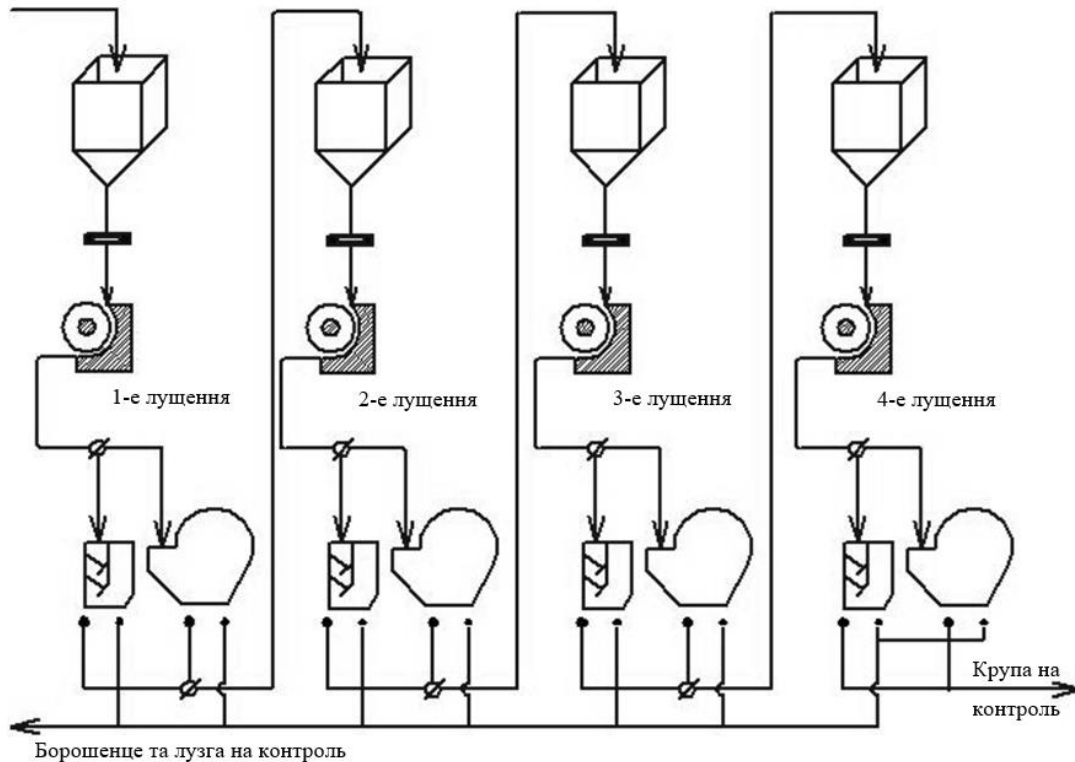 1-е лущення
2-е лущення
3-е лущення
4-е лущення
Крупа на
контроль
Борошенце та лузга на контроль